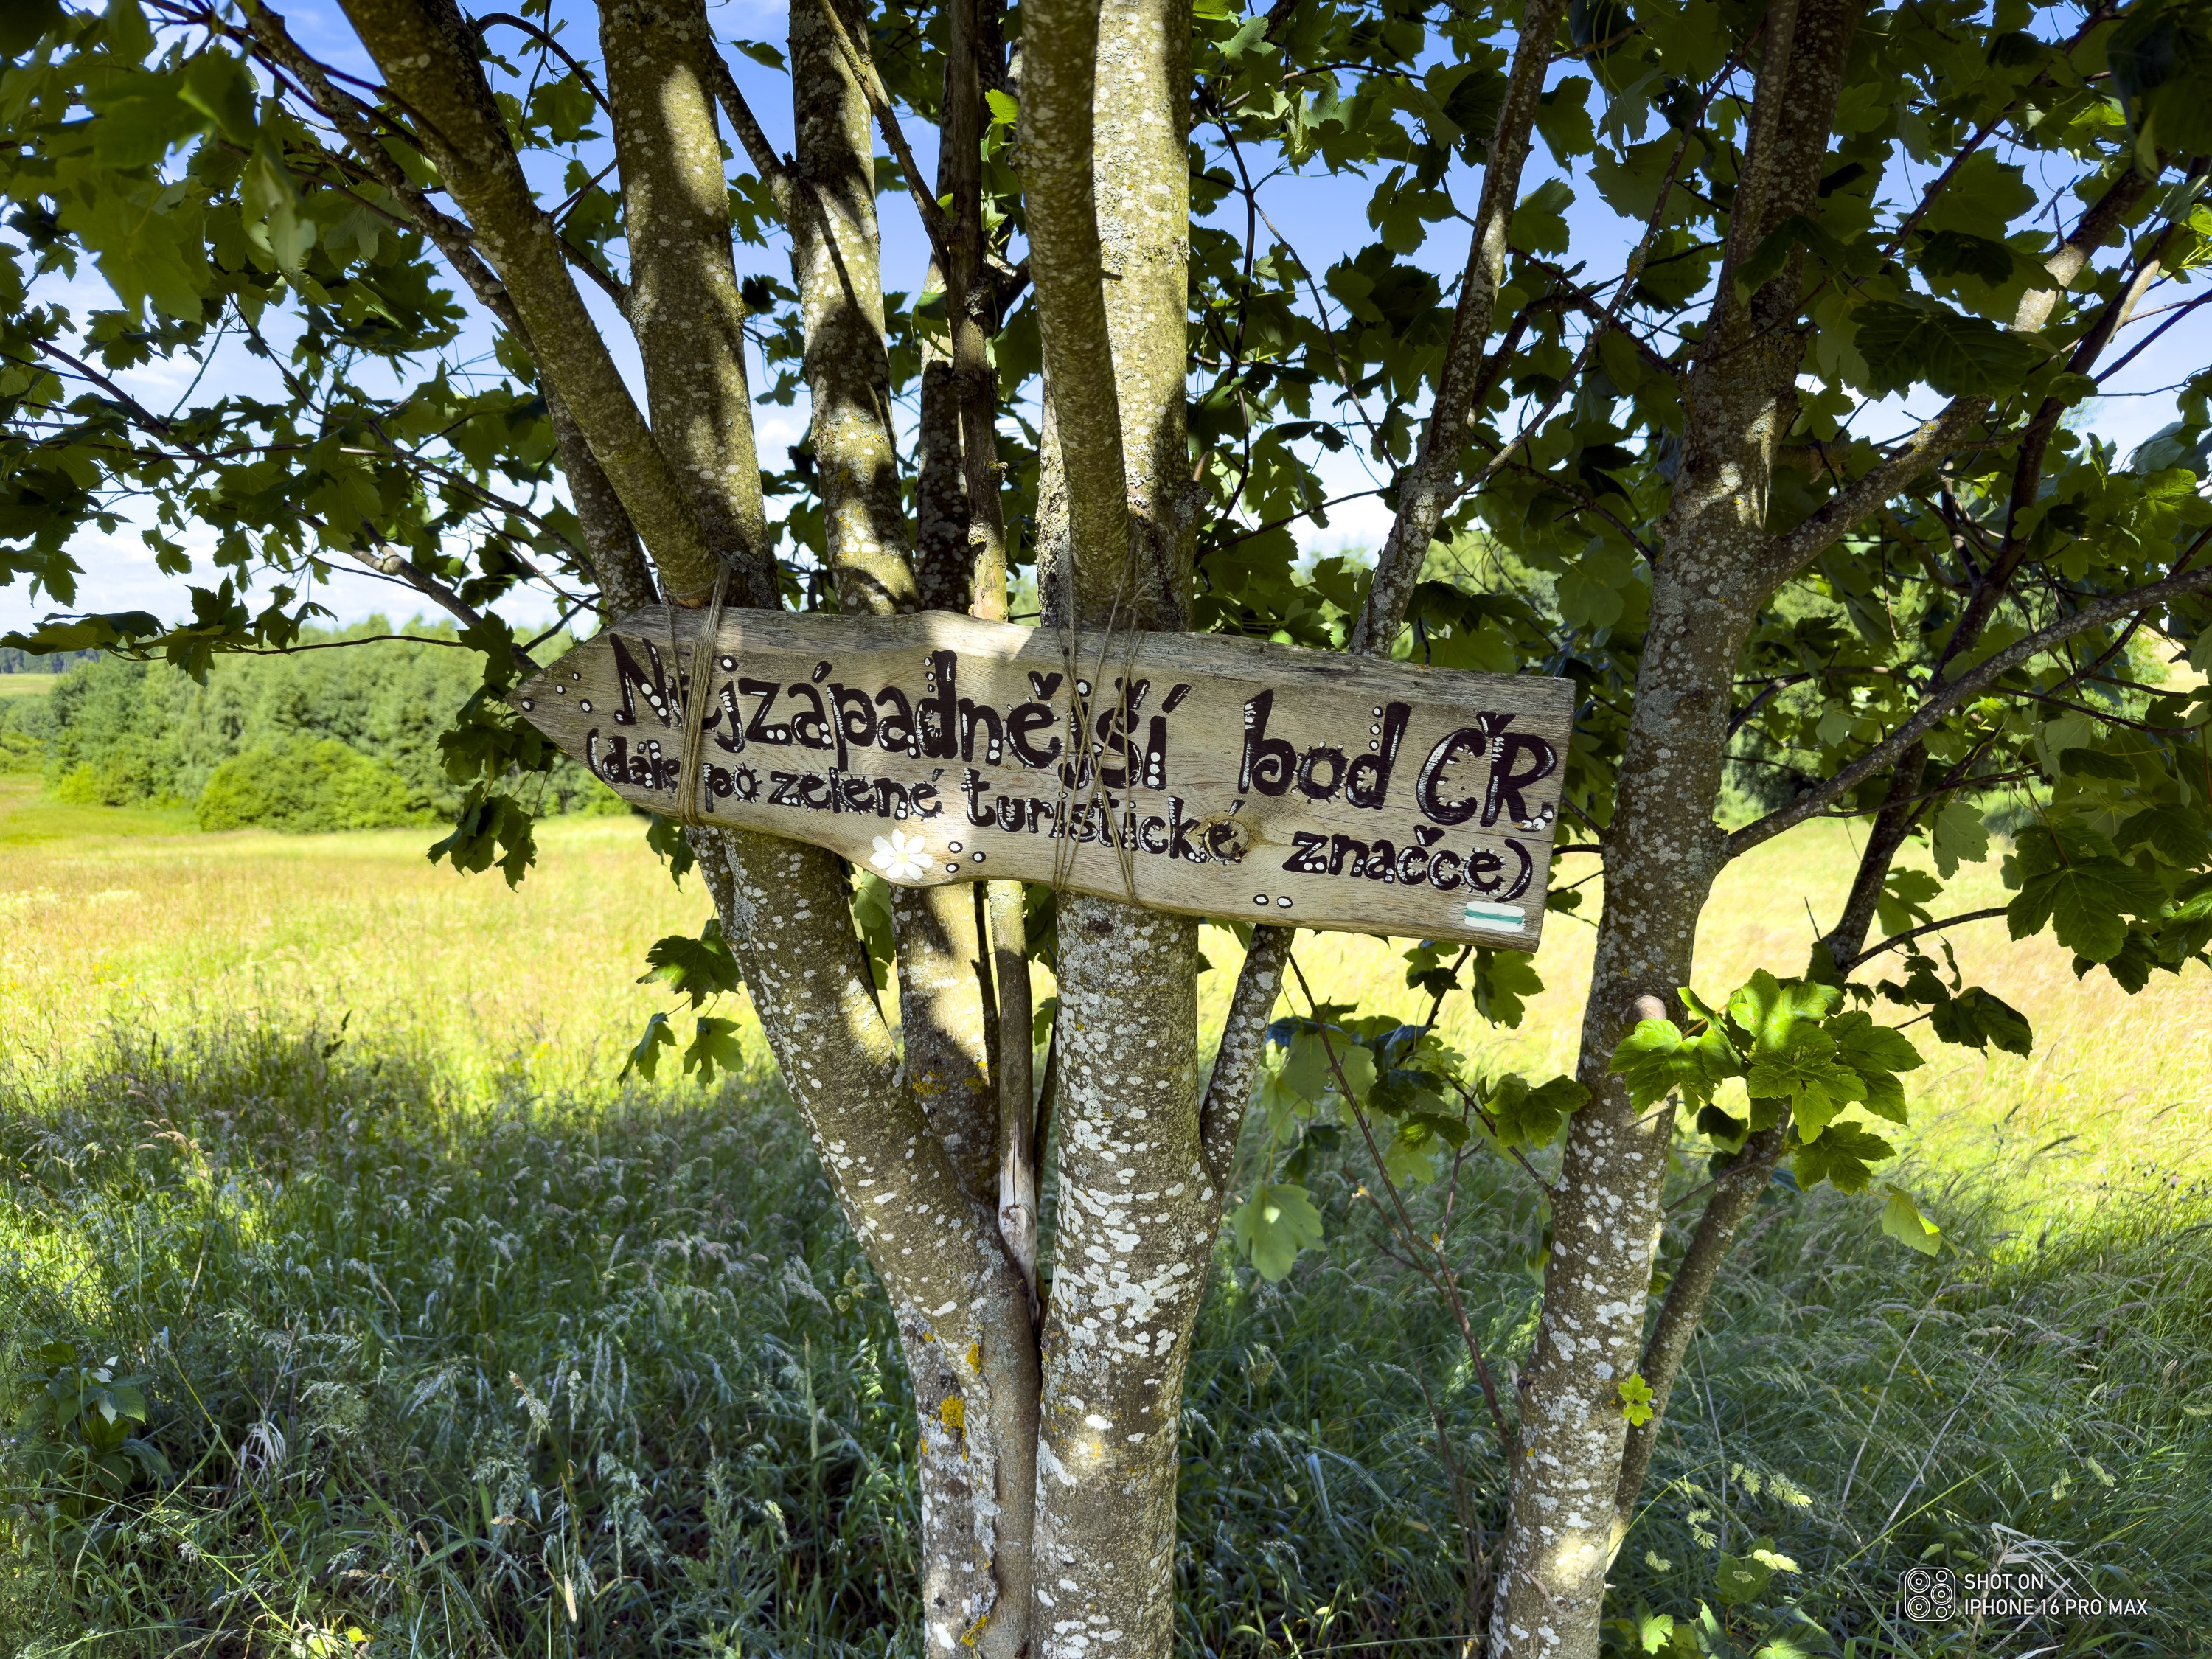 Nejzápadnější bod ČR
(dále po zelené turistické značce)
SHOT ON
IPHONE 16 PRO MAX